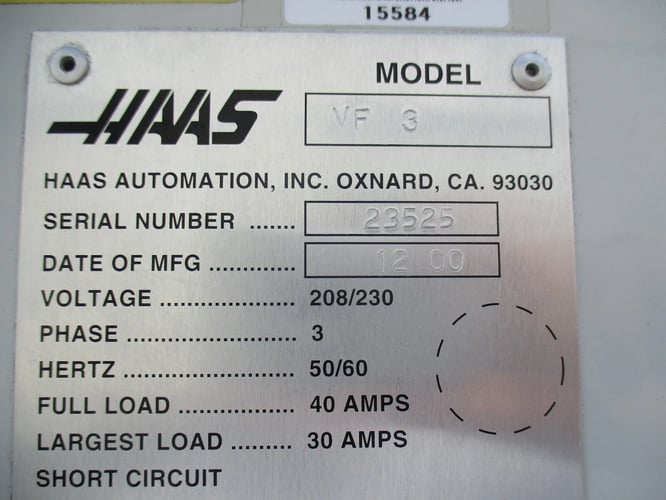 15584
MODEL
HAAS
VF 3
HAAS AUTOMATION, INC. OXNARD, CA. 93030
SERIAL NUMBER ....... 23525
DATE OF MFG ............. 12 00
VOLTAGE .................... 208/230
PHASE ......................... 3
HERTZ ......................... 50/60
FULL LOAD ................. 40 AMPS
LARGEST LOAD ......... 30 AMPS
SHORT CIRCUIT